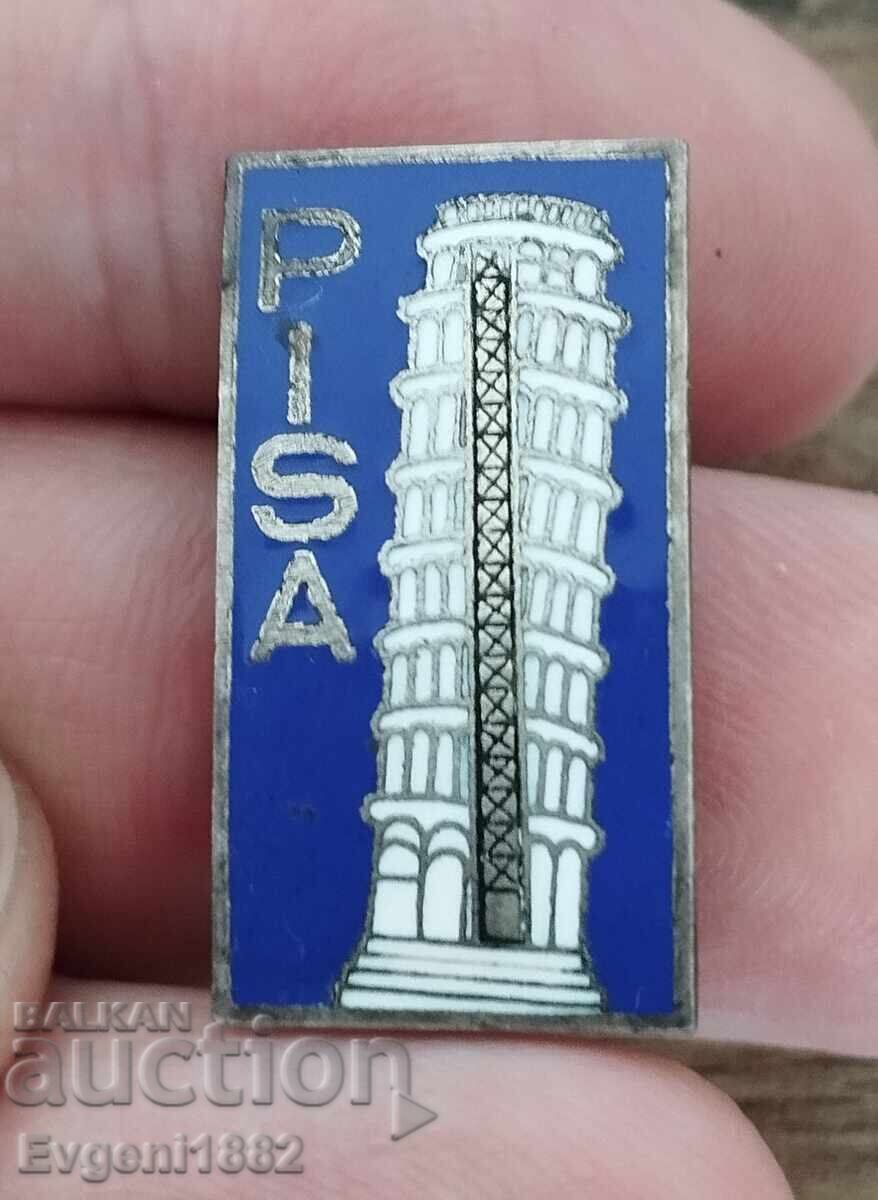 PISA
BALKAN
auction
Evgeni1882